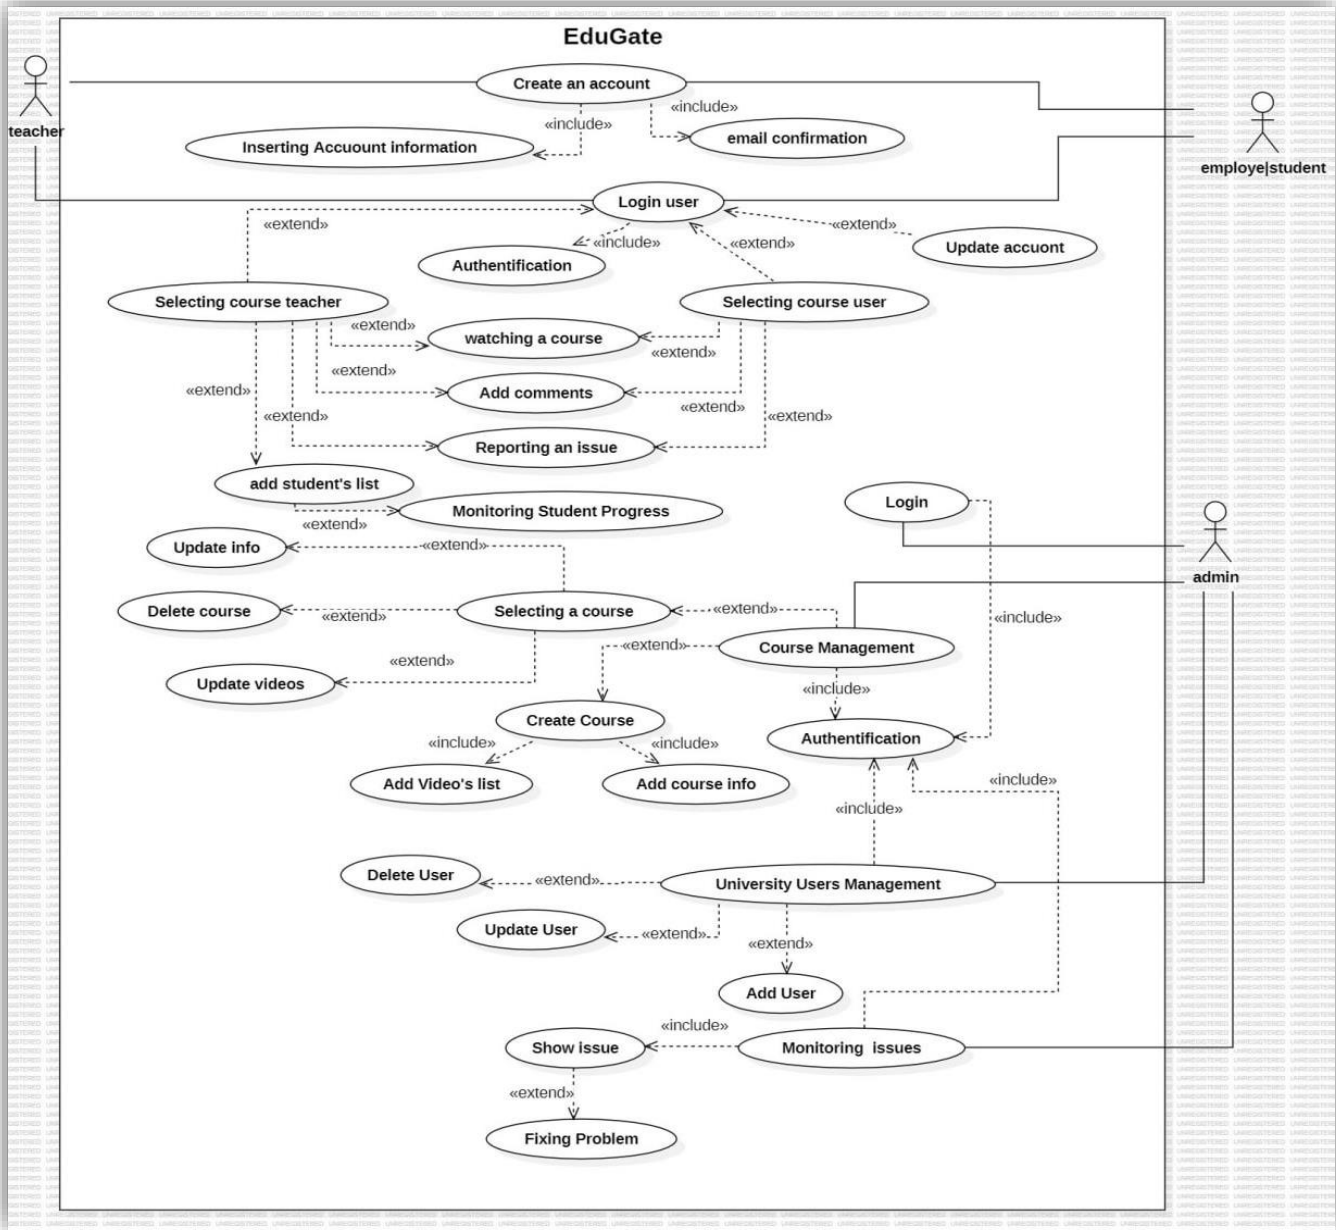 EduGate
Create an account
«include»
«include»
teacher
Inserting Accuount information
email confirmation
employe|student
Login user
«extend»
«include»
«extend»
«extend»
Update accuont
Authentification
Selecting course teacher
Selecting course user
«extend»
watching a course
«extend»
«extend»
«extend»
Add comments
«extend»
«extend»
«extend»
Reporting an issue
add student's list
Monitoring Student Progress
Login
«extend»
Update info
«extend»
admin
Delete course
«extend»
Selecting a course
«extend»
«include»
«extend»
«extend»
Course Management
Update videos
«include»
Create Course
Authentification
«include»
«include»
Add Video's list
Add course info
«include»
«include»
Delete User
«extend»
University Users Management
Update User
«extend»
«extend»
Add User
«include»
Show issue
Monitoring issues
«extend»
Fixing Problem
UNREGISTERED